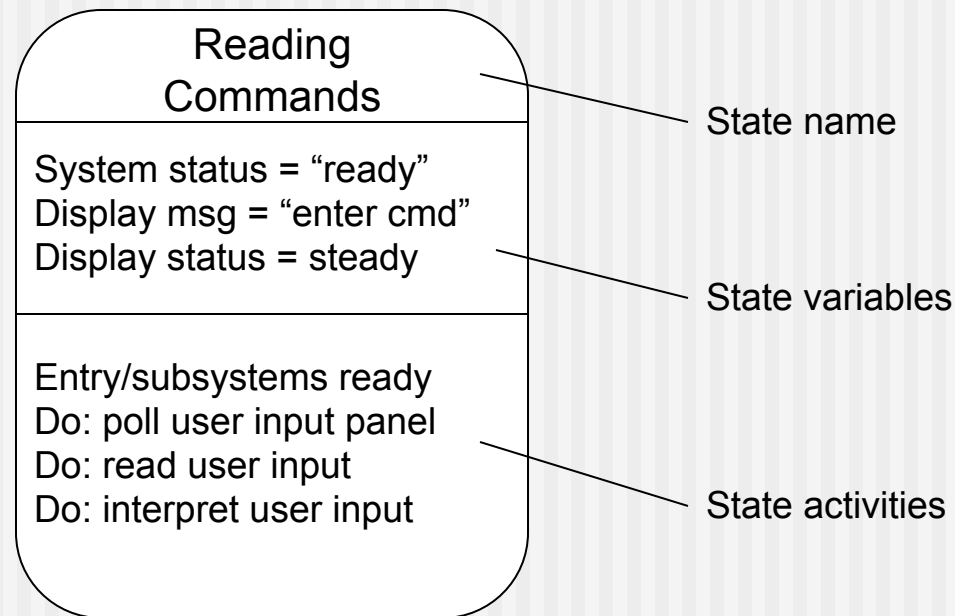 Reading
Commands
State name
System status = “ready”
Display msg = “enter cmd”
Display status = steady
State variables
Entry/subsystems ready
Do: poll user input panel
Do: read user input
Do: interpret user input
State activities